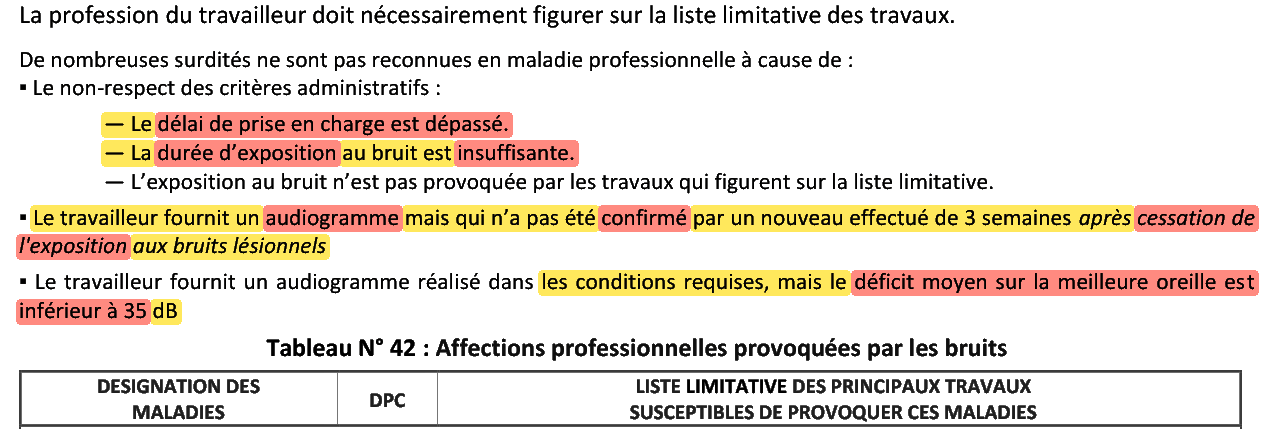 La profession du travailleur doit nécessairement figurer sur la liste limitative des travaux.
De nombreuses surdités ne sont pas reconnues en maladie professionnelle à cause de :
▪ Le non-respect des critères administratifs :
— Le délai de prise en charge est dépassé.
— La durée d’exposition au bruit est insuffisante.
— L’exposition au bruit n’est pas provoquée par les travaux qui figurent sur la liste limitative.
▪ Le travailleur fournit un audiogramme mais qui n’a pas été confirmé par un nouveau effectué de 3 semaines après cessation de
l'exposition aux bruits lésionnels
▪ Le travailleur fournit un audiogramme réalisé dans les conditions requises, mais le déficit moyen sur la meilleure oreille est
inférieur à 35 dB
Tableau N° 42 : Affections professionnelles provoquées par les bruits
DESIGNATION DES
MALADIES
DPC
LISTE LIMITATIVE DES PRINCIPAUX TRAVAUX
SUSCEPTIBLES DE PROVOQUER CES MALADIES